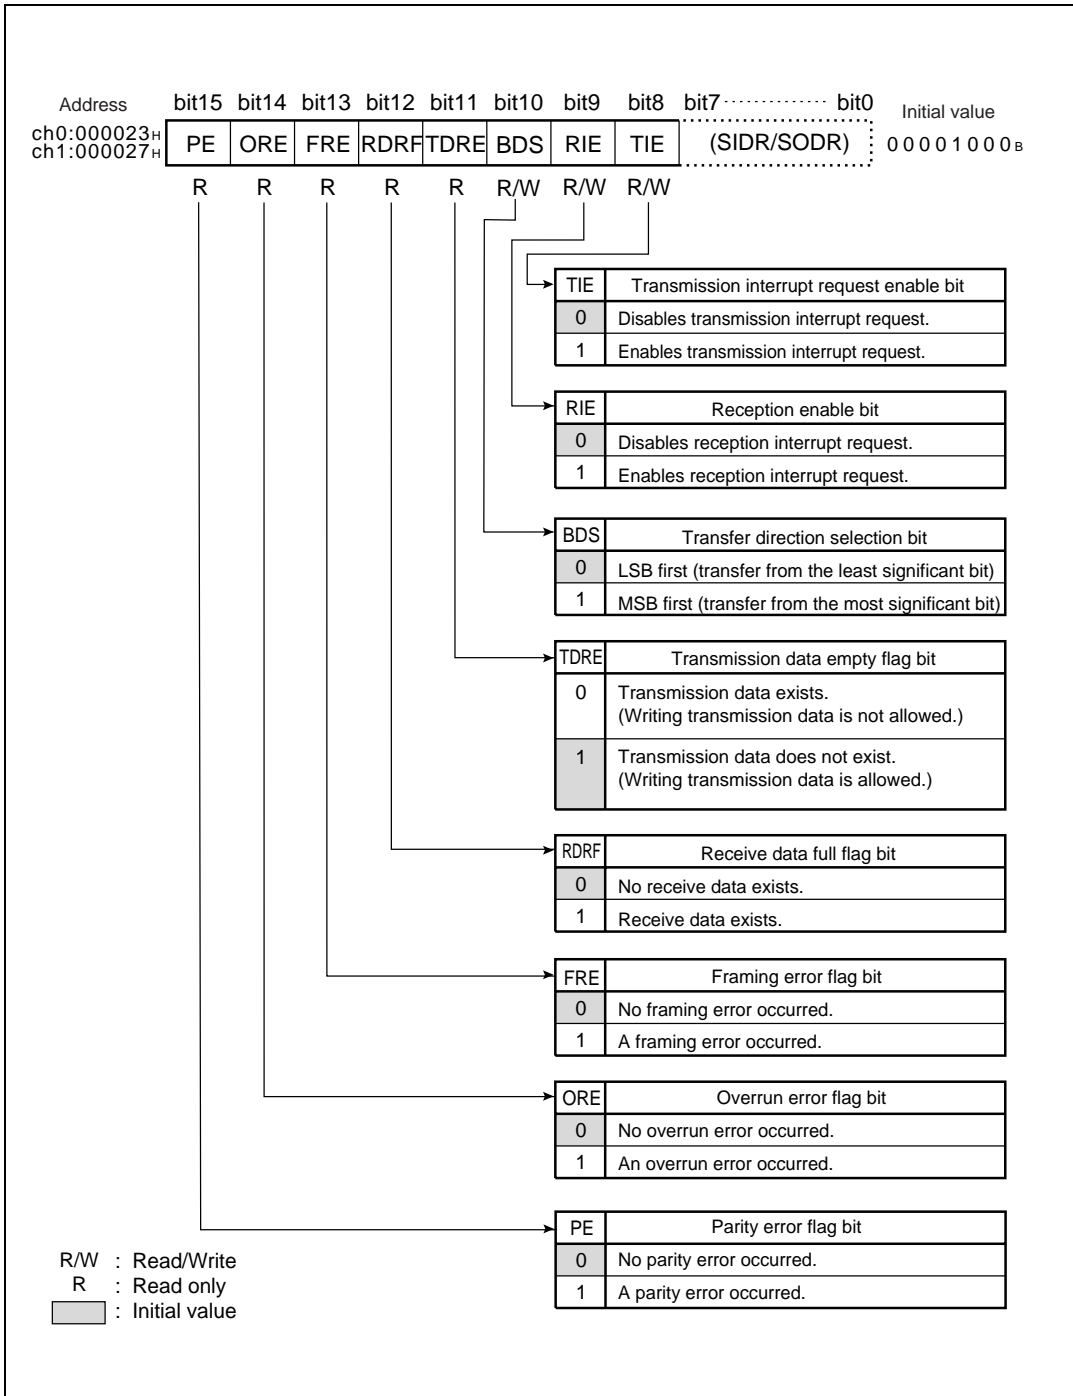 Address bit15 bit14 bit13 bit12 bit11 bit10 bit9 bit8 bit7 bit0 Initial value
ch0:000023H
ch1:000027H
PE ORE FRE RDRF TDRE BDS RIE TIE (SIDR/SODR) 00001000B
R R R R R R/W R/W R/W
TIE Transmission interrupt request enable bit
0 Disables transmission interrupt request.
1 Enables transmission interrupt request.
RIE Reception enable bit
0 Disables reception interrupt request.
1 Enables reception interrupt request.
BDS Transfer direction selection bit
0 LSB first (transfer from the least significant bit)
1 MSB first (transfer from the most significant bit)
TDRE Transmission data empty flag bit
0 Transmission data exists.
(Writing transmission data is not allowed.)
1 Transmission data does not exist.
(Writing transmission data is allowed.)
RDRF Receive data full flag bit
0 No receive data exists.
1 Receive data exists.
FRE Framing error flag bit
0 No framing error occurred.
1 A framing error occurred.
ORE Overrun error flag bit
0 No overrun error occurred.
1 An overrun error occurred.
PE Parity error flag bit
0 No parity error occurred.
1 A parity error occurred.
R/W : Read/Write
R : Read only
: Initial value